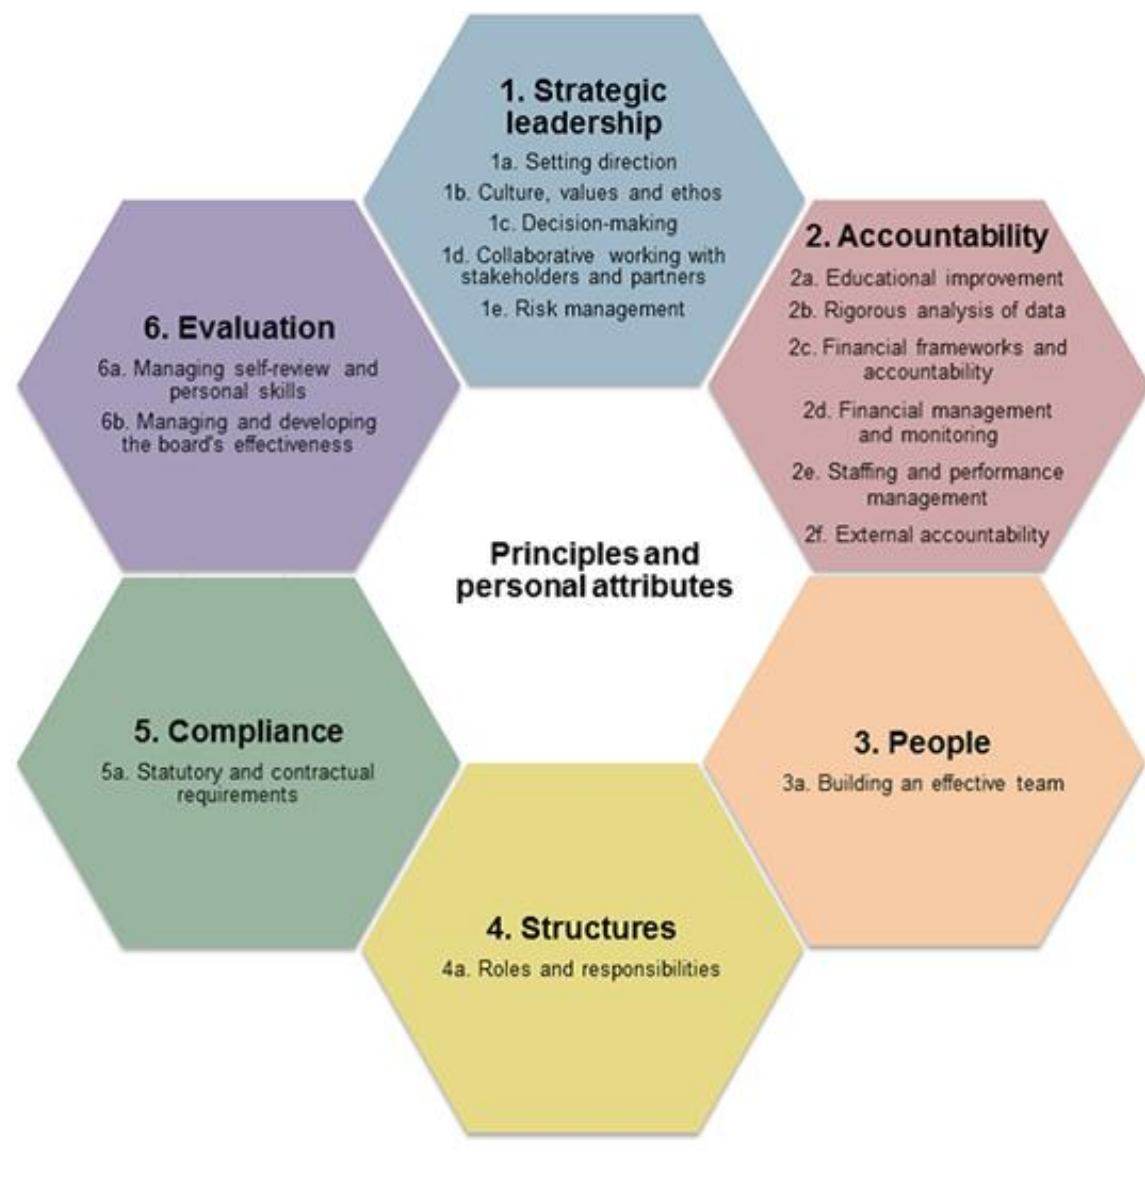 1. Strategic
leadership
1a. Setting direction
1b. Culture, values and ethos
1c. Decision-making
1d. Collaborative working with
stakeholders and partners
1e. Risk management
2. Accountability
2a. Educational improvement
2b. Rigorous analysis of data
2c. Financial frameworks and
accountability
2d. Financial management
and monitoring
2e. Staffing and performance
management
2f. External accountability
3. People
3a. Building an effective team
4. Structures
4a. Roles and responsibilities
5. Compliance
5a. Statutory and contractual
requirements
6. Evaluation
6a. Managing self-review and
personal skills
6b. Managing and developing
the board's effectiveness
Principles and
personal attributes